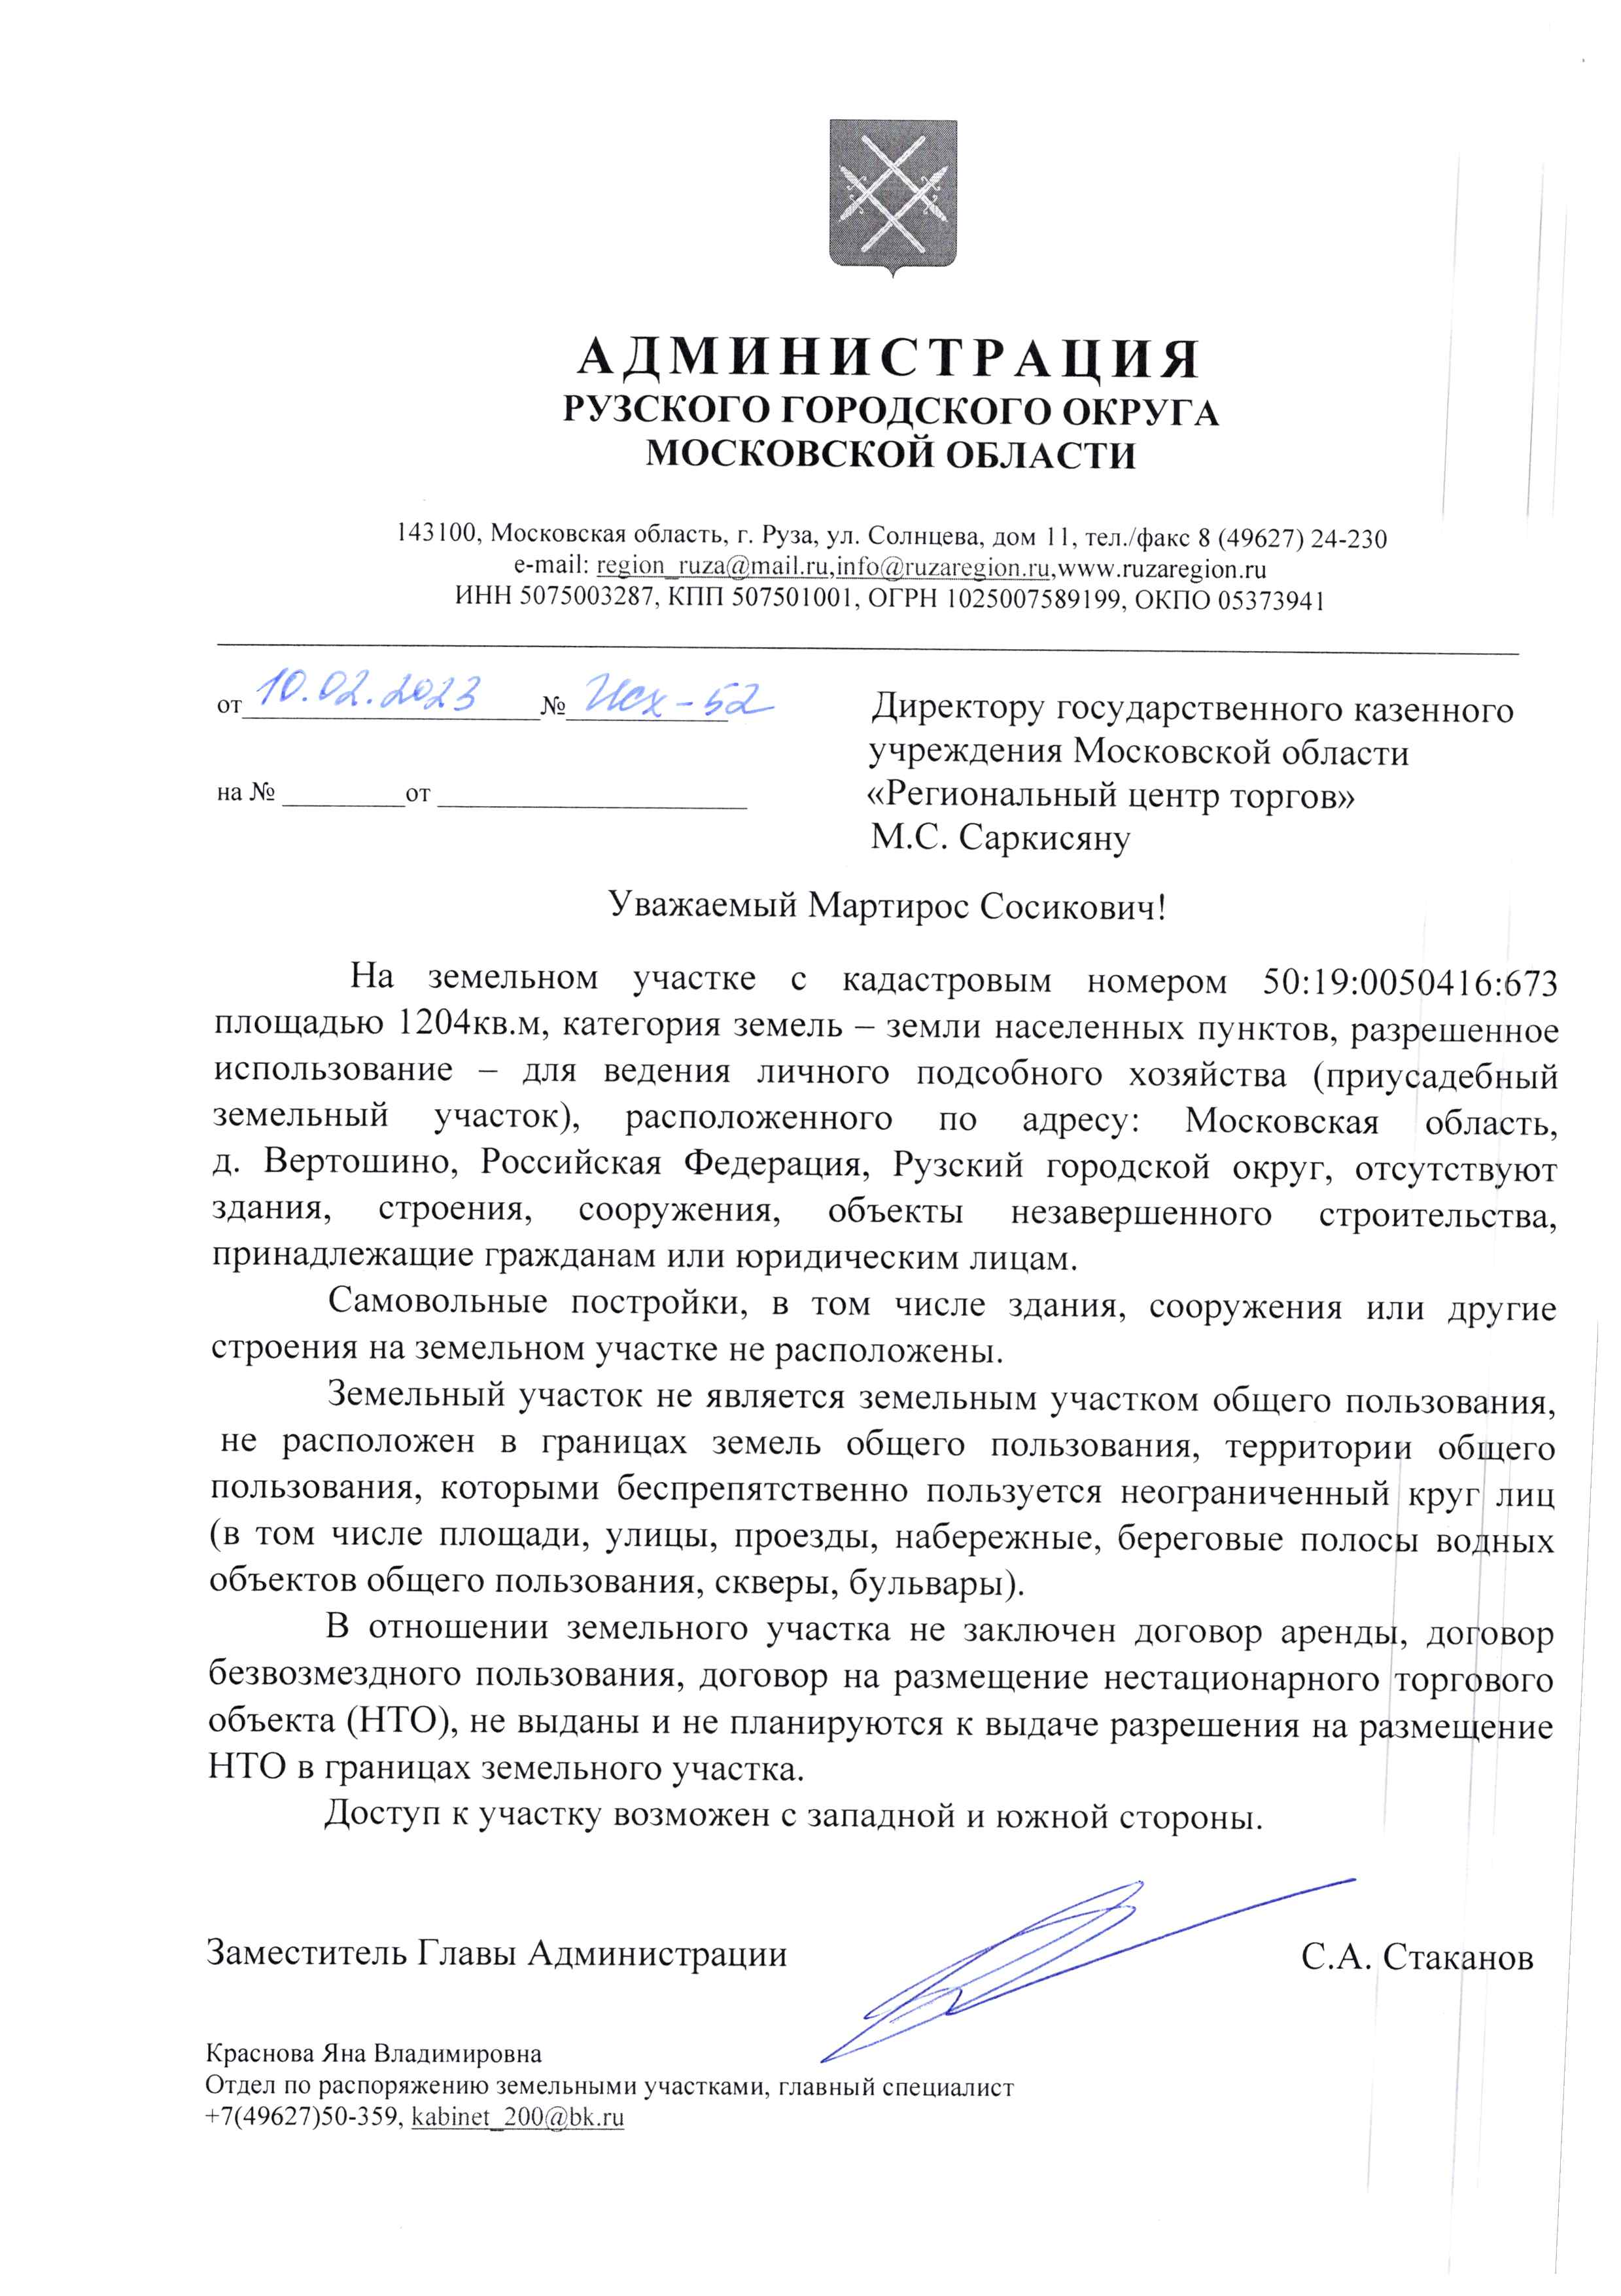 АДМИНИСТРАЦИЯ
РУЗСКОГО ГОРОДСКОГО ОКРУГА
МОСКОВСКОЙ ОБЛАСТИ
143100, Московская область, г. Руза, ул. Солнцева, дом 11, тел./факс 8 (49627) 24-230
e-mail: region_ruza@mail.ru,info@ruzaregion.ru,www.ruzaregion.ru
ИНН 5075003287, КПП 507501001, ОГРН 1025007589199, ОКПО 05373941
от 10.02.2023 № Исх-52
на № __________от ____________________
Директору государственного казенного
учреждения Московской области
«Региональный центр торгов»
М.С. Саркисяну
Уважаемый Мартирос Сосикович!
На земельном участке с кадастровым номером 50:19:0050416:673
площадью 1204кв.м, категория земель – земли населенных пунктов, разрешенное
использование – для ведения личного подсобного хозяйства (приусадебный
земельный участок), расположенного по адресу: Московская область,
д. Вертошино, Российская Федерация, Рузский городской округ, отсутствуют
здания, строения, сооружения, объекты незавершенного строительства,
принадлежащие гражданам или юридическим лицам.
Самовольные постройки, в том числе здания, сооружения или другие
строения на земельном участке не расположены.
Земельный участок не является земельным участком общего пользования,
не расположен в границах земель общего пользования, территории общего
пользования, которыми беспрепятственно пользуется неограниченный круг лиц
(в том числе площади, улицы, проезды, набережные, береговые полосы водных
объектов общего пользования, скверы, бульвары).
В отношении земельного участка не заключен договор аренды, договор
безвозмездного пользования, договор на размещение нестационарного торгового
объекта (НТО), не выданы и не планируются к выдаче разрешения на размещение
НТО в границах земельного участка.
Доступ к участку возможен с западной и южной стороны.
Заместитель Главы Администрации С.А. Стаканов
Краснова Яна Владимировна
Отдел по распоряжению земельными участками, главный специалист
+7(49627)50-359, kabinet_200@bk.ru